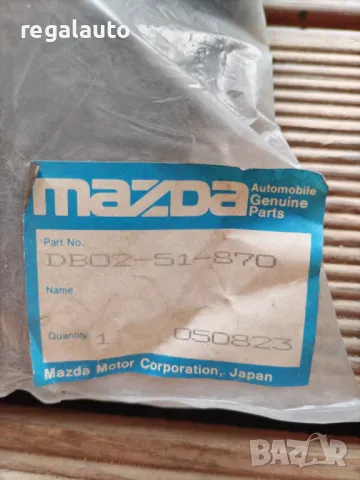 regalauto
mazda
Automobile
Genuine
Parts
Part No.
DB02-51-870
Name
Quantity 1 050823
Mazda Motor Corporation, Japan
BAZAR
bg